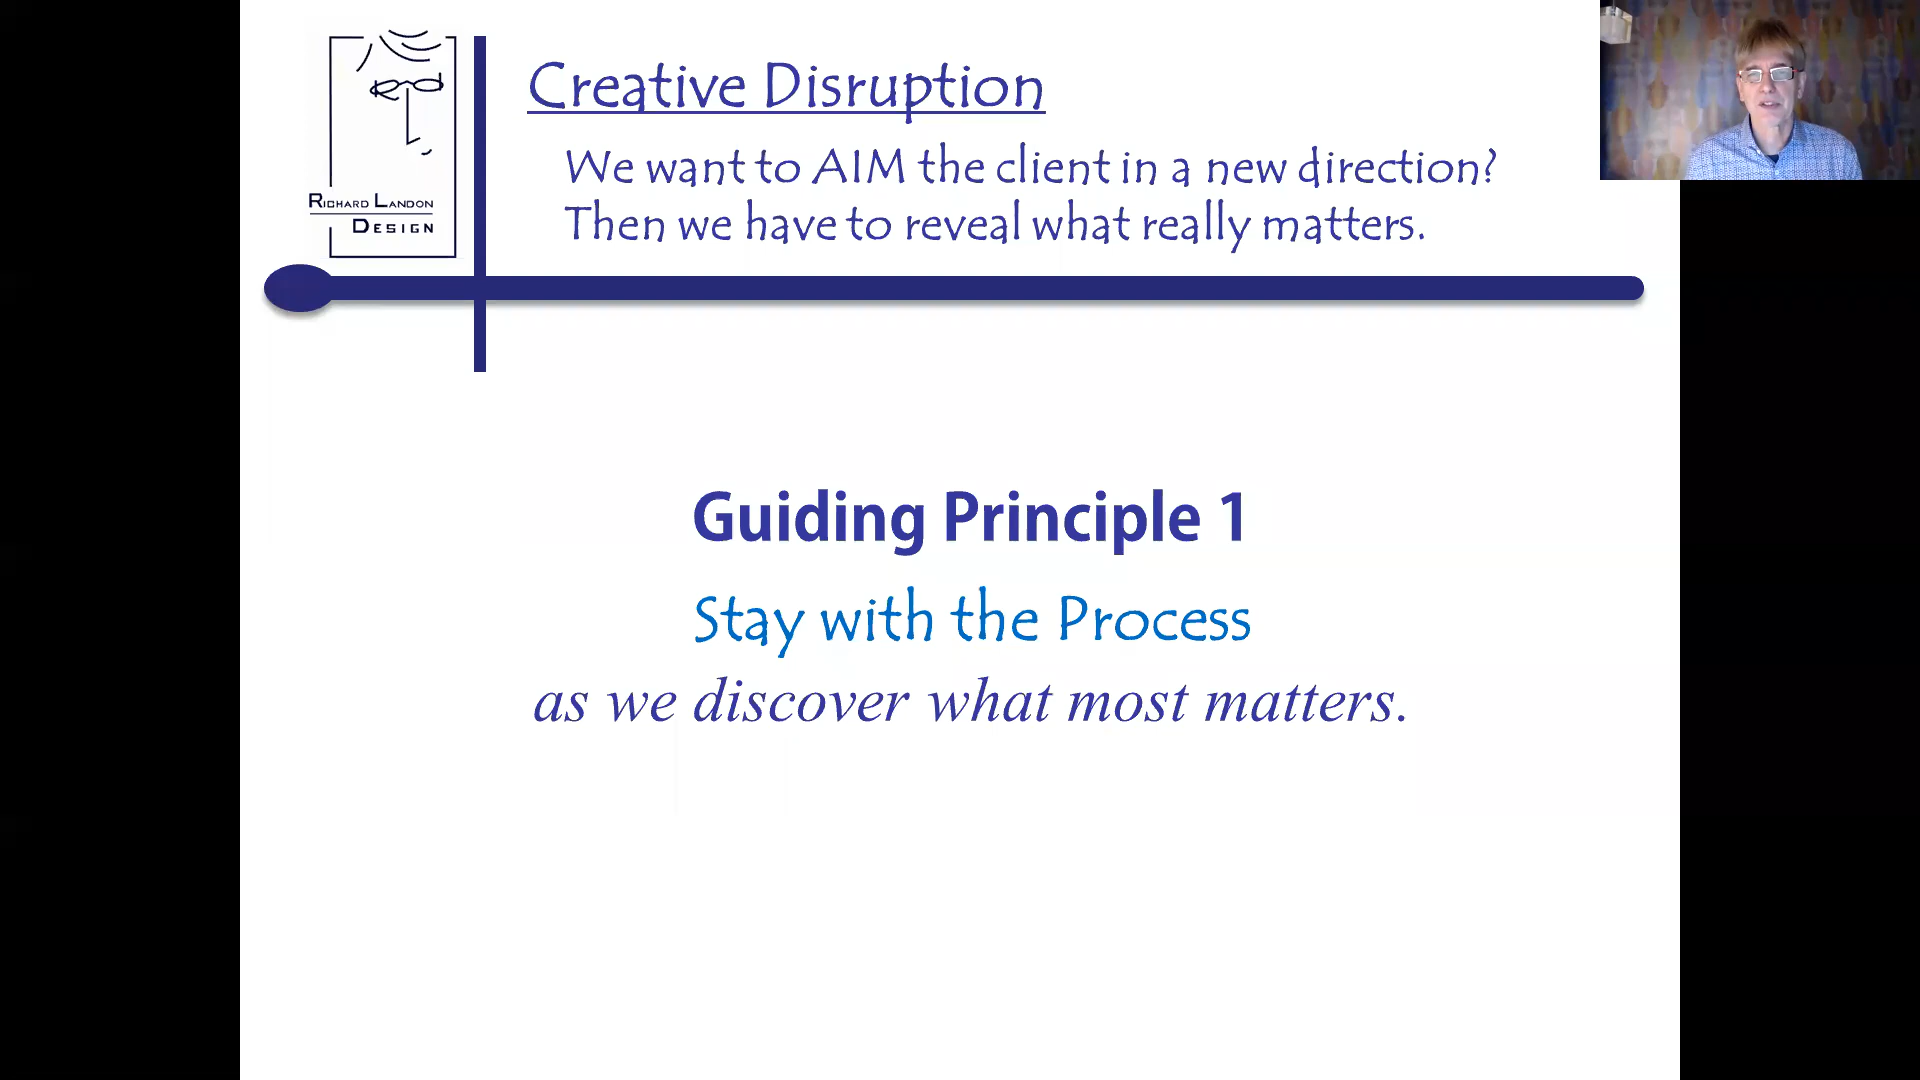 Richard Landon
Design
Creative Disruption
We want to AIM the client in a new direction?
Then we have to reveal what really matters.
Guiding Principle 1
Stay with the Process
as we discover what most matters.